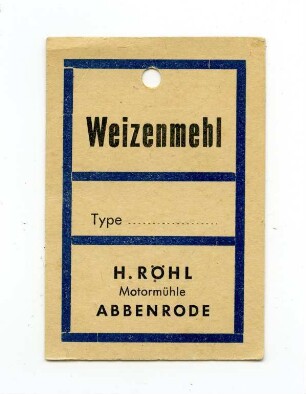 Weizenmehl
Type ....................
H. RÖHL
Motormühle
ABBENRODE